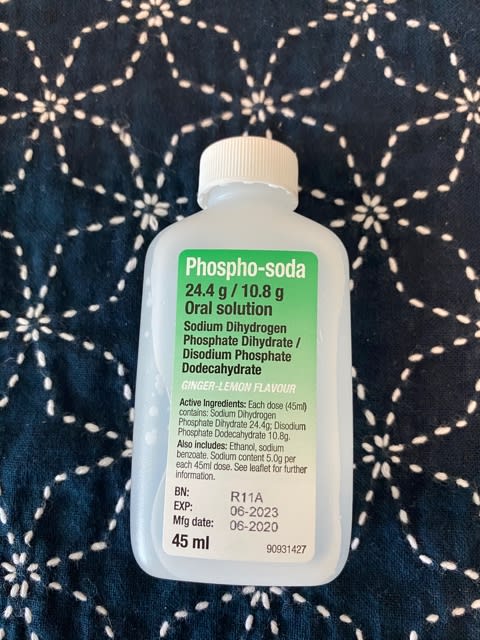 Phospho-soda
24.4 g / 10.8 g
Oral solution
Sodium Dihydrogen
Phosphate Dihydrate /
Disodium Phosphate
Dodecahydrate
GINGER-LEMON FLAVOUR
Active Ingredients: Each dose (45ml)
contains: Sodium Dihydrogen
Phosphate Dihydrate 24.4g; Disodium
Phosphate Dodecahydrate 10.8g.
Also includes: Ethanol, sodium
benzoate. Sodium content 5.0g per
each 45ml dose. See leaflet for further
information.
BN: R11A
EXP: 06-2023
Mfg date: 06-2020
45 ml 90931427